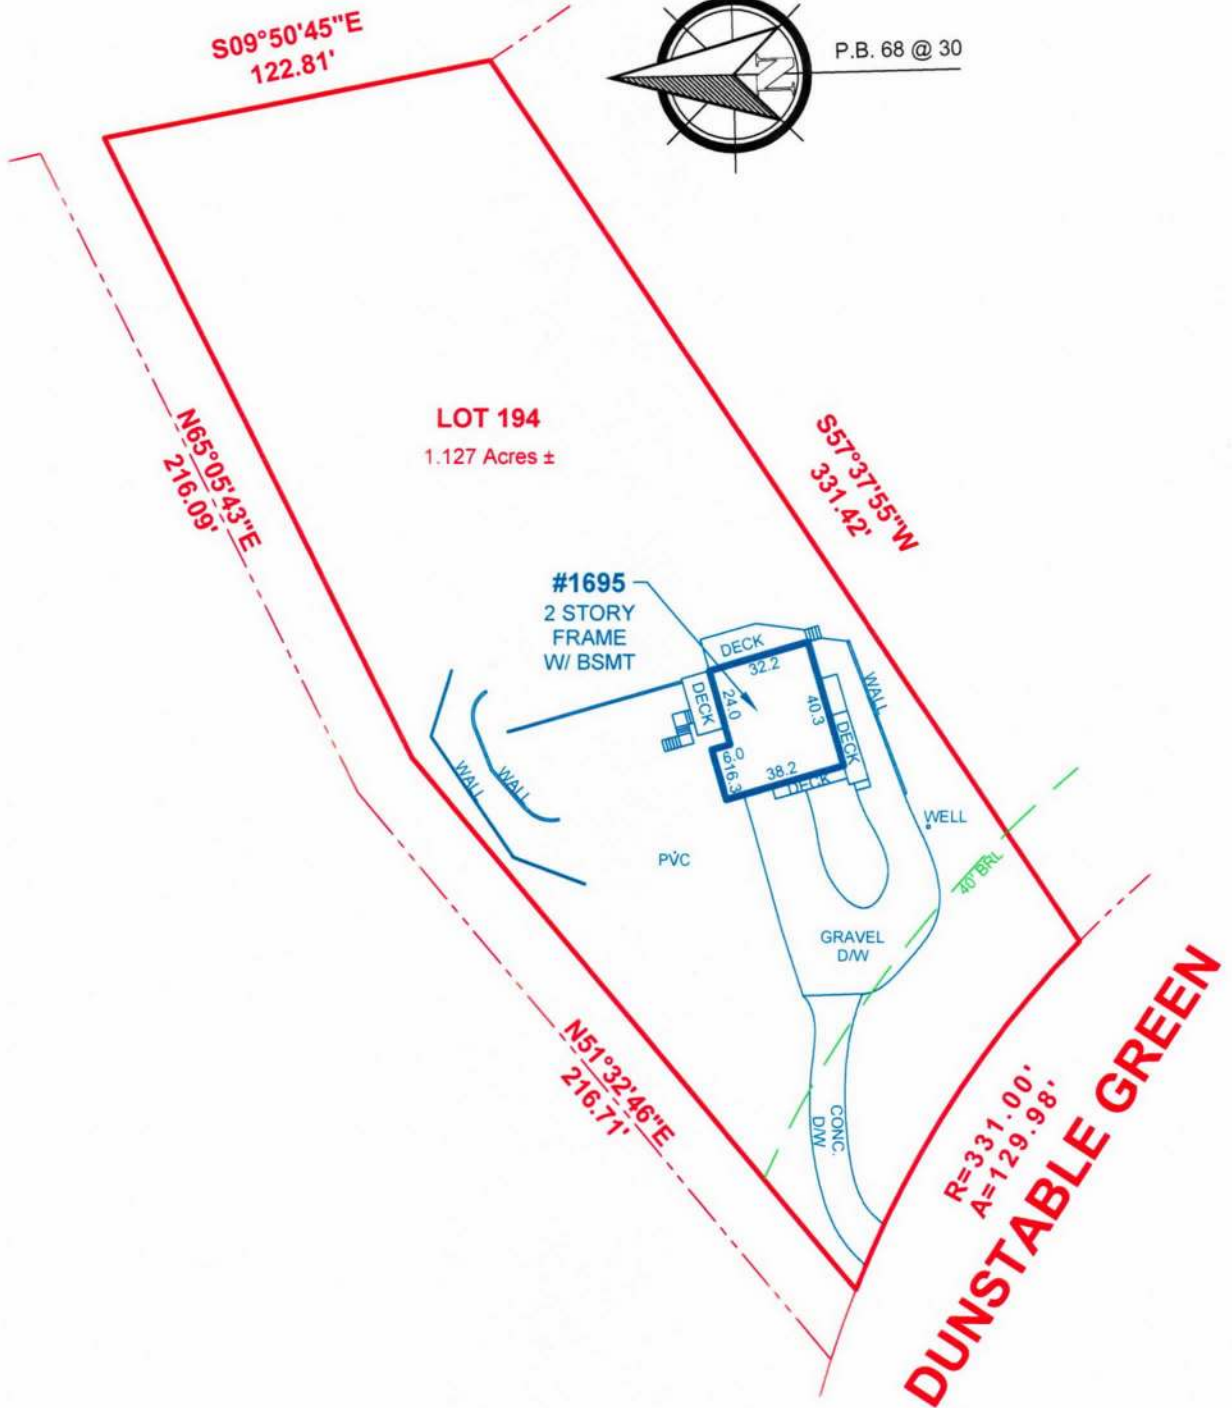 S09°50'45"E
122.81'
N
P.B. 68 @ 30
LOT 194
1.127 Acres ±
N65°05'43"E
216.09'
S57°37'55"W
331.42'
#1695
2 STORY
FRAME
W/ BSMT
DECK
32.2
DECK
24.0
40.3
DECK
WALL
6.0
16.3
38.2
DECK
WALL
WALL
WELL
PVC
40' BRL
GRAVEL
D/W
CONC.
D/W
N51°32'46"E
216.71'
R=331.00'
A=129.98'
DUNSTABLE GREEN